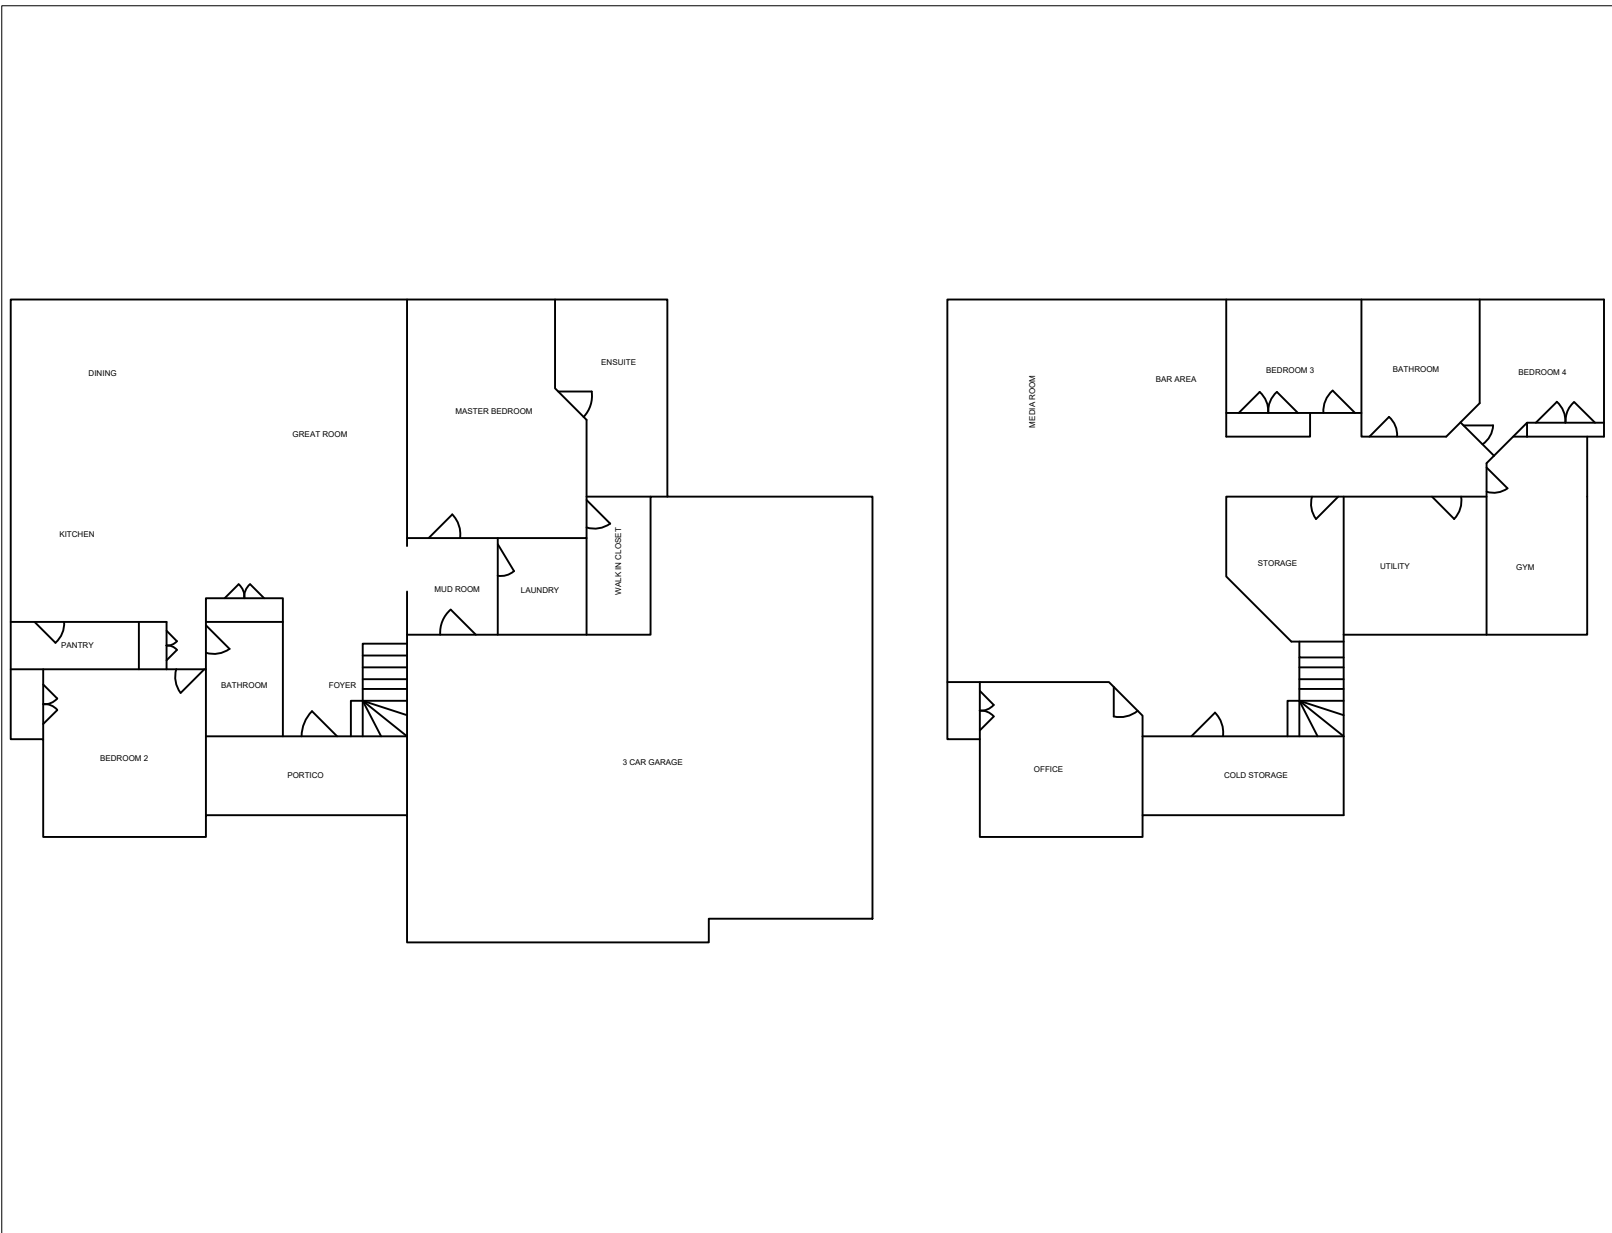 DINING
GREAT ROOM
KITCHEN
PANTRY
BATHROOM
FOYER
BEDROOM 2
PORTICO
MASTER BEDROOM
ENSUITE
MUD ROOM
LAUNDRY
WALK IN CLOSET
3 CAR GARAGE
MEDIA ROOM
BAR AREA
BEDROOM 3
BATHROOM
BEDROOM 4
STORAGE
UTILITY
GYM
OFFICE
COLD STORAGE